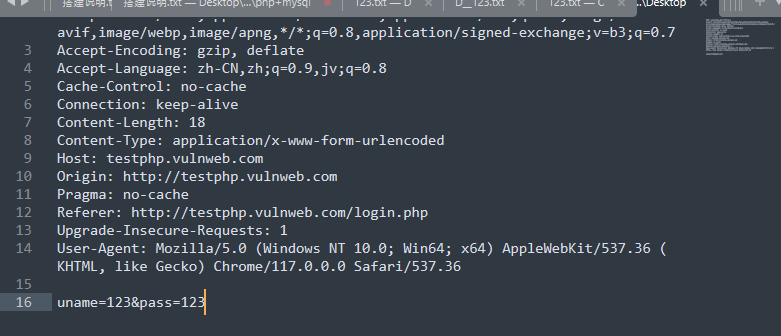 搭建说明.txt — Desktop\...\php+mysql
123.txt — D
D__123.txt
123.txt — C
...\Desktop
avif,image/webp,image/apng,*/*;q=0.8,application/signed-exchange;v=b3;q=0.7
3 Accept-Encoding: gzip, deflate
4 Accept-Language: zh-CN,zh;q=0.9,jv;q=0.8
5 Cache-Control: no-cache
6 Connection: keep-alive
7 Content-Length: 18
8 Content-Type: application/x-www-form-urlencoded
9 Host: testphp.vulnweb.com
10 Origin: http://testphp.vulnweb.com
11 Pragma: no-cache
12 Referer: http://testphp.vulnweb.com/login.php
13 Upgrade-Insecure-Requests: 1
14 User-Agent: Mozilla/5.0 (Windows NT 10.0; Win64; x64) AppleWebKit/537.36 (
KHTML, like Gecko) Chrome/117.0.0.0 Safari/537.36
15
16 uname=123&pass=123